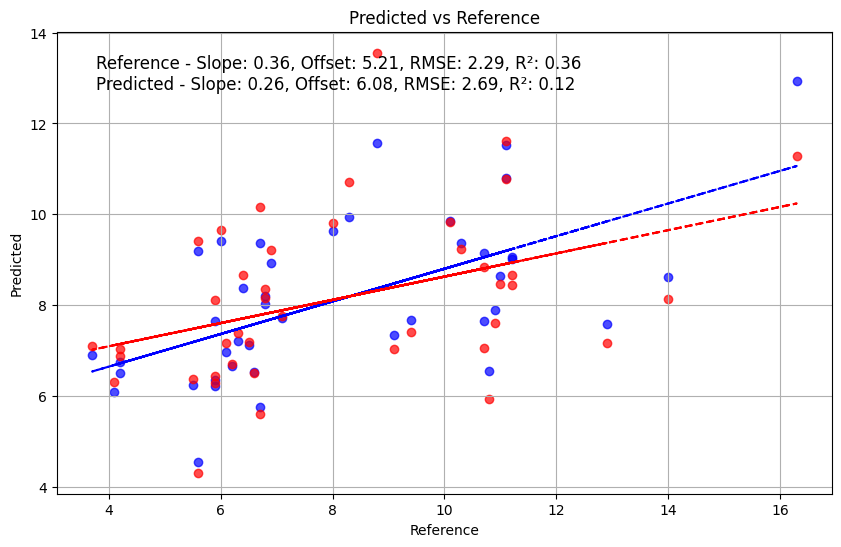 Predicted vs Reference
Reference - Slope: 0.36, Offset: 5.21, RMSE: 2.29, R²: 0.36
Predicted - Slope: 0.26, Offset: 6.08, RMSE: 2.69, R²: 0.12
14
12
10
8
6
4
Predicted
4 6 8 10 12 14 16
Reference